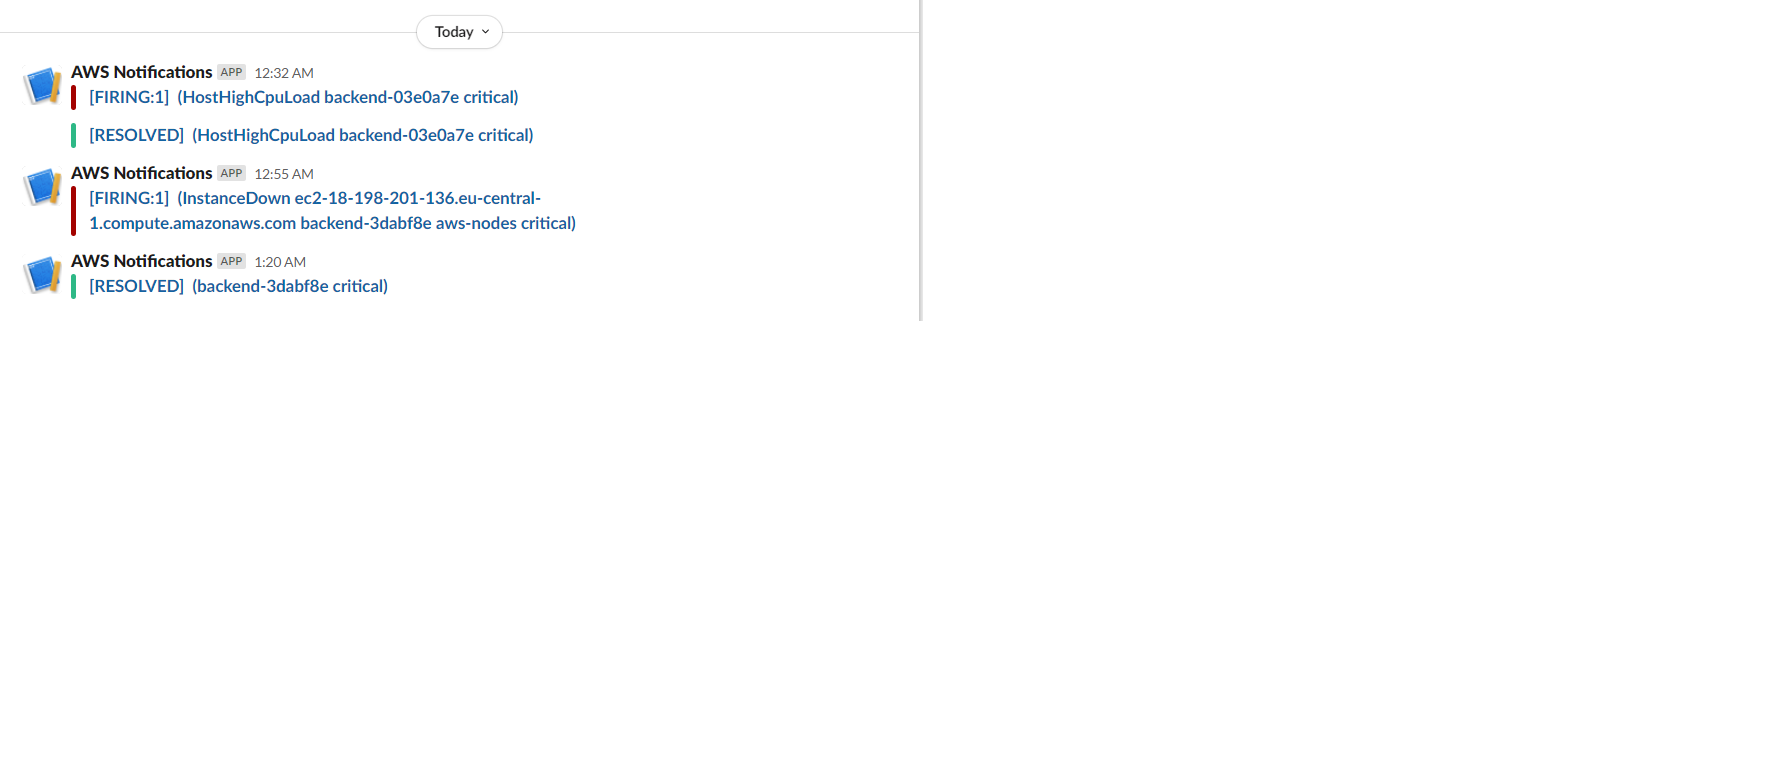 Today
AWS Notifications APP 12:32 AM
[FIRING:1] (HostHighCpuLoad backend-03e0a7e critical)
[RESOLVED] (HostHighCpuLoad backend-03e0a7e critical)
AWS Notifications APP 12:55 AM
[FIRING:1] (InstanceDown ec2-18-198-201-136.eu-central-
1.compute.amazonaws.com backend-3dabf8e aws-nodes critical)
AWS Notifications APP 1:20 AM
[RESOLVED] (backend-3dabf8e critical)